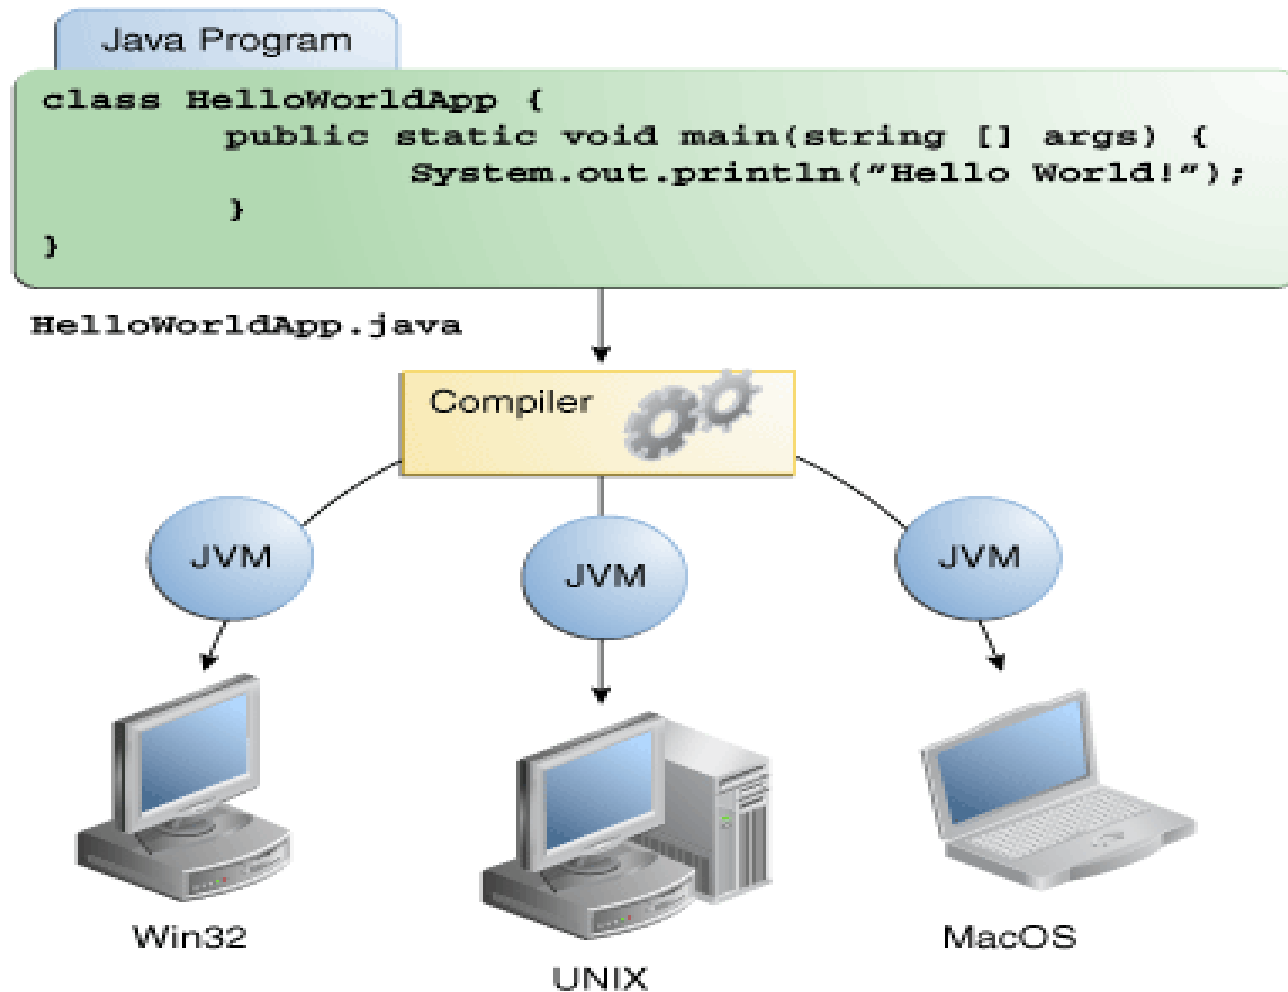 Java Program
class HelloWorldApp {
public static void main(string [] args) {
System.out.println("Hello World!");
}
}
HelloWorldApp.java
Compiler
JVM
JVM
JVM
Win32
UNIX
MacOS